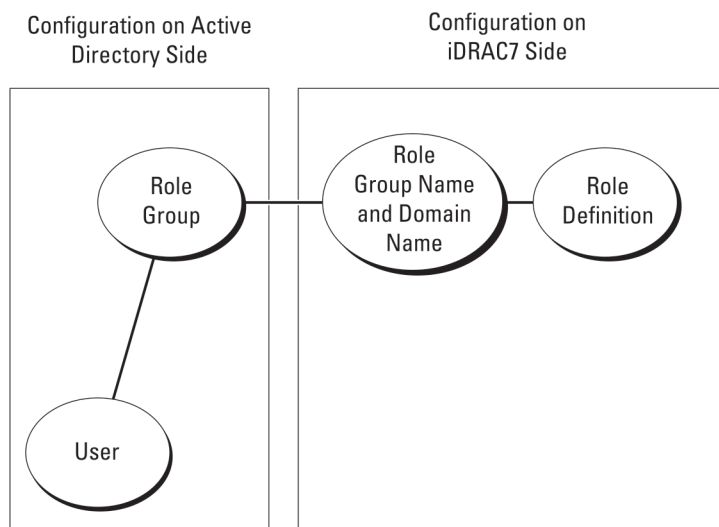 Configuration on Active
Directory Side
Configuration on
iDRAC7 Side
Role
Group
Role
Group Name
and Domain
Name
Role
Definition
User